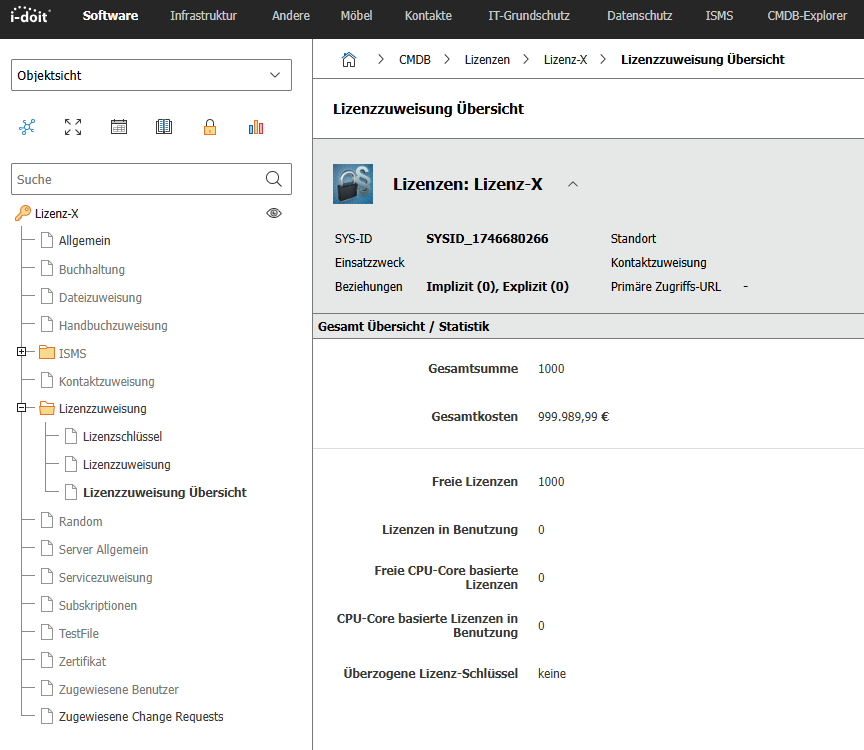 i-doit Software Infrastruktur Andere Möbel Kontakte IT-Grundschutz Datenschutz ISMS CMDB-Explorer
Objektsicht
Suche
Lizenz-X
Allgemein
Buchhaltung
Dateizuweisung
Handbuchzuweisung
ISMS
Kontaktzuweisung
Lizenzzuweisung
Lizenzschlüssel
Lizenzzuweisung
Lizenzzuweisung Übersicht
Random
Server Allgemein
Servicezuweisung
Subskriptionen
TestFile
Zertifikat
Zugewiesene Benutzer
Zugewiesene Change Requests
CMDB > Lizenzen > Lizenz-X > Lizenzzuweisung Übersicht
Lizenzzuweisung Übersicht
Lizenzen: Lizenz-X
SYS-ID SYSID_1746680266 Standort
Einsatzzweck Kontaktzuweisung
Beziehungen Implizit (0), Explizit (0) Primäre Zugriffs-URL -
Gesamt Übersicht / Statistik
Gesamtsumme 1000
Gesamtkosten 999.989,99 €
Freie Lizenzen 1000
Lizenzen in Benutzung 0
Freie CPU-Core basierte
Lizenzen 0
CPU-Core basierte Lizenzen in
Benutzung 0
Überzogene Lizenz-Schlüssel keine